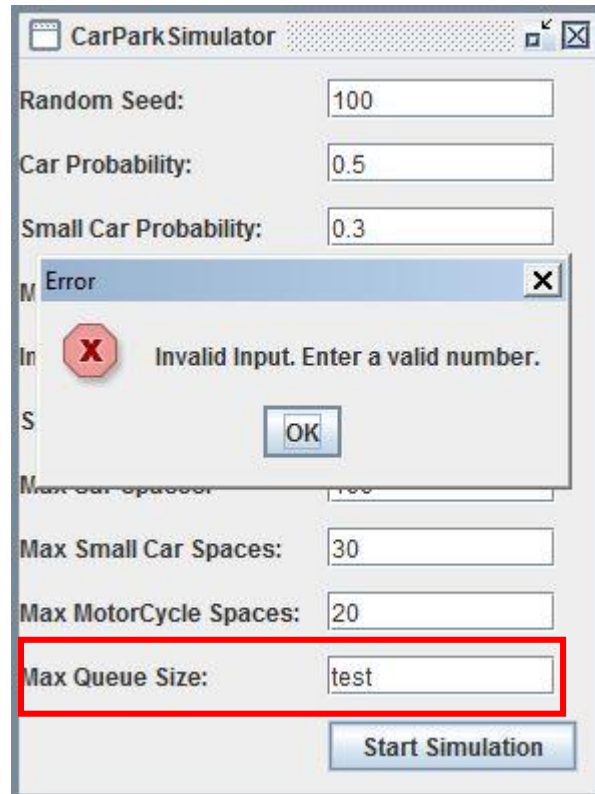 CarParkSimulator
Random Seed: 100
Car Probability: 0.5
Small Car Probability: 0.3
Error
Invalid Input. Enter a valid number.
OK
Max Small Car Spaces: 30
Max MotorCycle Spaces: 20
Max Queue Size: test
Start Simulation